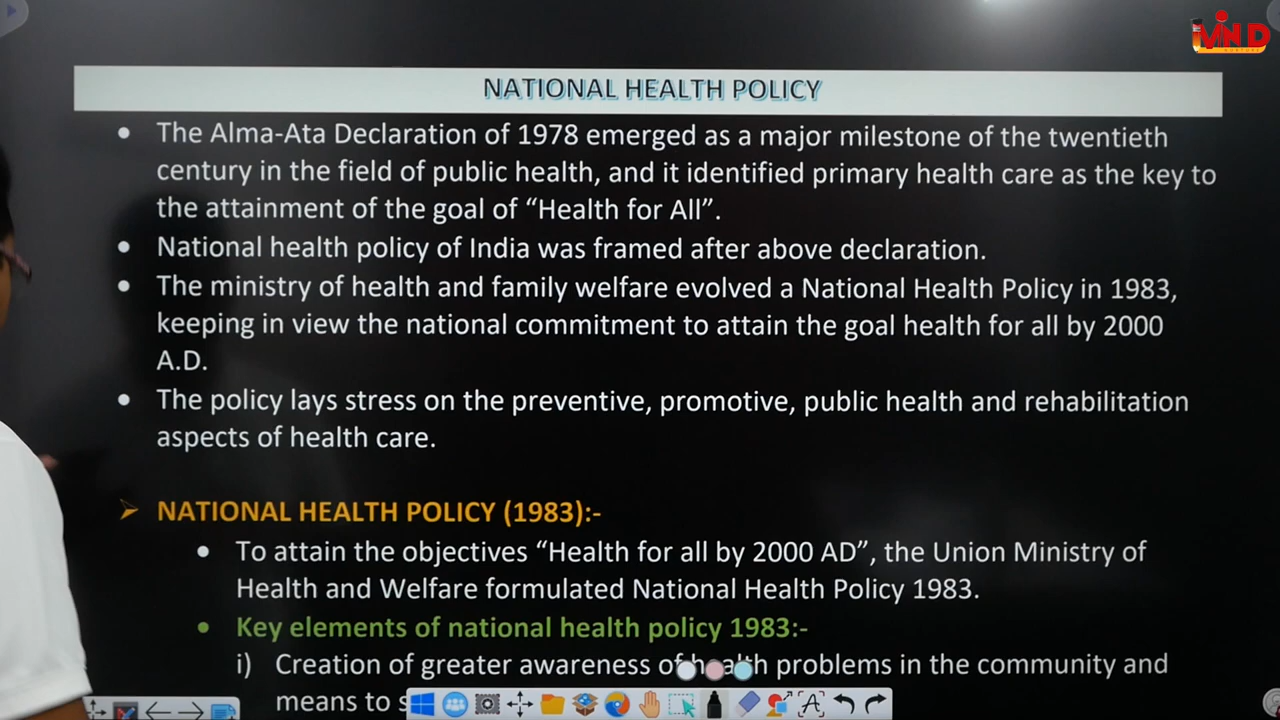 MIND
NATIONAL HEALTH POLICY
• The Alma-Ata Declaration of 1978 emerged as a major milestone of the twentieth
century in the field of public health, and it identified primary health care as the key to
the attainment of the goal of “Health for All”.
• National health policy of India was framed after above declaration.
• The ministry of health and family welfare evolved a National Health Policy in 1983,
keeping in view the national commitment to attain the goal health for all by 2000
A.D.
• The policy lays stress on the preventive, promotive, public health and rehabilitation
aspects of health care.
➢ NATIONAL HEALTH POLICY (1983):-
• To attain the objectives “Health for all by 2000 AD”, the Union Ministry of
Health and Welfare formulated National Health Policy 1983.
• Key elements of national health policy 1983:-
i) Creation of greater awareness of health problems in the community and
means to